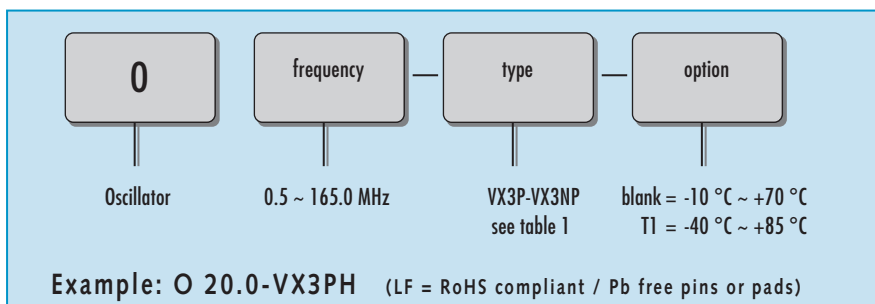 O frequency — type — option
Oscillator 0.5 ~ 165.0 MHz VX3P-VX3NP blank = -10 °C ~ +70 °C
see table 1 T1 = -40 °C ~ +85 °C
Example: O 20.0-VX3PH (LF = RoHS compliant / Pb free pins or pads)